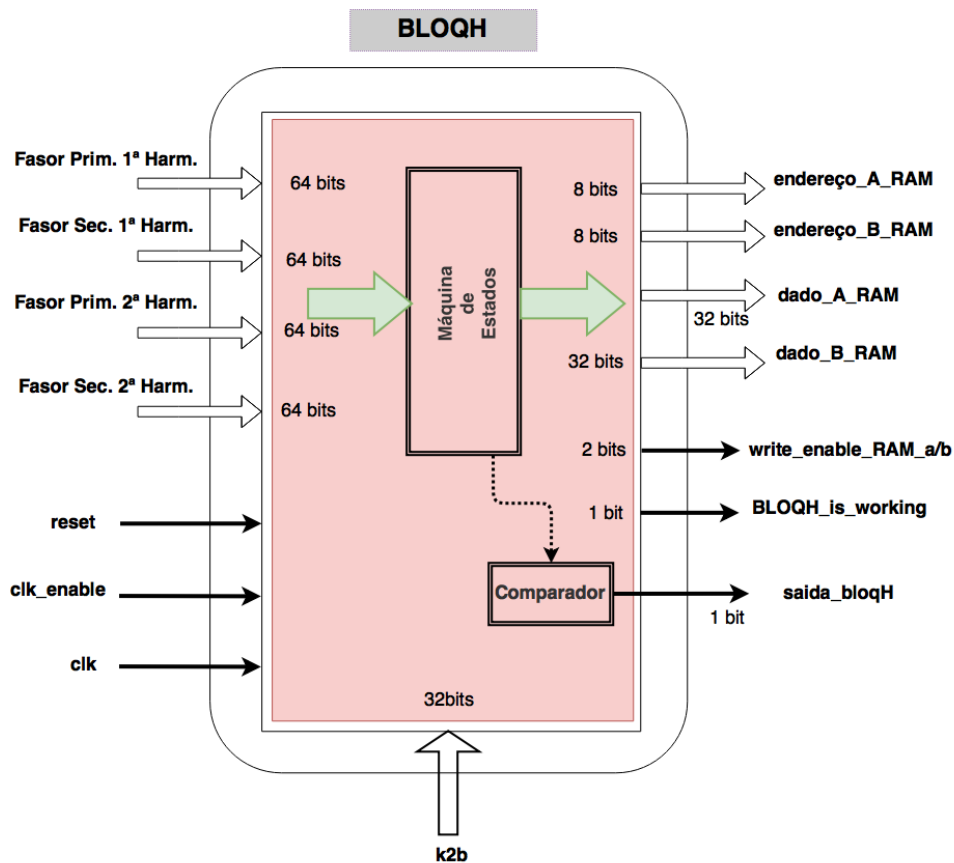 BLOQH
Fasor Prim. 1ª Harm.
64 bits
Fasor Sec. 1ª Harm.
64 bits
Fasor Prim. 2ª Harm.
64 bits
Fasor Sec. 2ª Harm.
64 bits
reset
clk_enable
clk
Máquina
de
Estados
Comparador
8 bits
endereço_A_RAM
8 bits
endereço_B_RAM
dado_A_RAM
32 bits
32 bits
dado_B_RAM
2 bits
write_enable_RAM_a/b
1 bit
BLOQH_is_working
saida_bloqH
1 bit
32bits
k2b